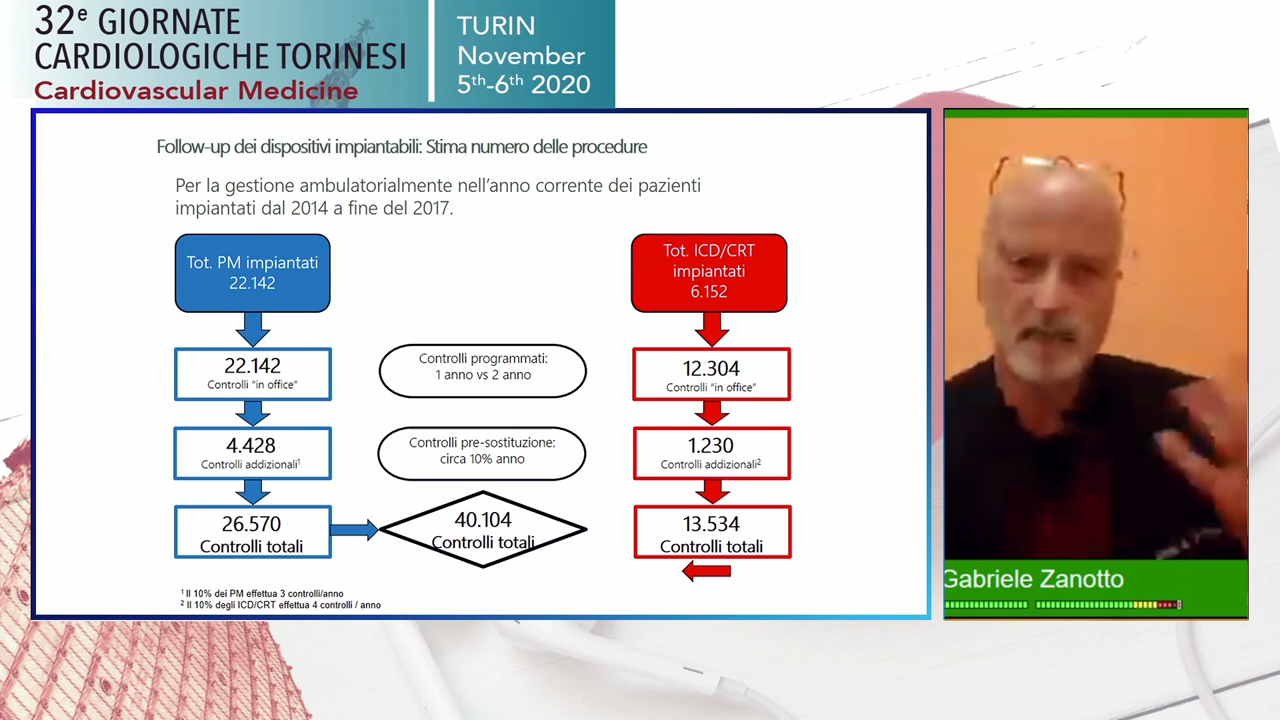 32e GIORNATE
CARDIOLOGICHE TORINESI
Cardiovascular Medicine
TURIN
November
5th-6th 2020
Follow-up dei dispositivi impiantabili: Stima numero delle procedure
Per la gestione ambulatorialmente nell'anno corrente dei pazienti
impiantati dal 2014 a fine del 2017.
Tot. PM impiantati
22.142
22.142
Controlli "in office"
4.428
Controlli addizionali1
26.570
Controlli totali
Controlli programmati:
1 anno vs 2 anno
Controlli pre-sostituzione:
circa 10% anno
40.104
Controlli totali
Tot. ICD/CRT
impiantati
6.152
12.304
Controlli "in office"
1.230
Controlli addizionali2
13.534
Controlli totali
1 Il 10% dei PM effettua 3 controlli/anno
2 Il 10% degli ICD/CRT effettua 4 controlli / anno
Gabriele Zanotto